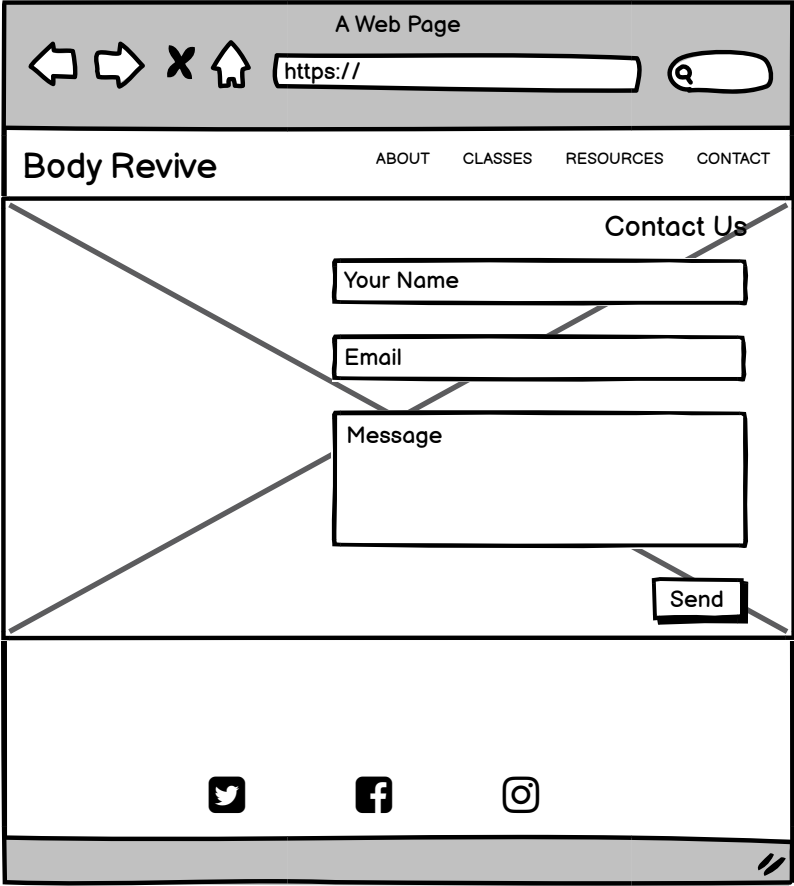 A Web Page
https://
Body Revive
ABOUT CLASSES RESOURCES CONTACT
Contact Us
Your Name
Email
Message
Send